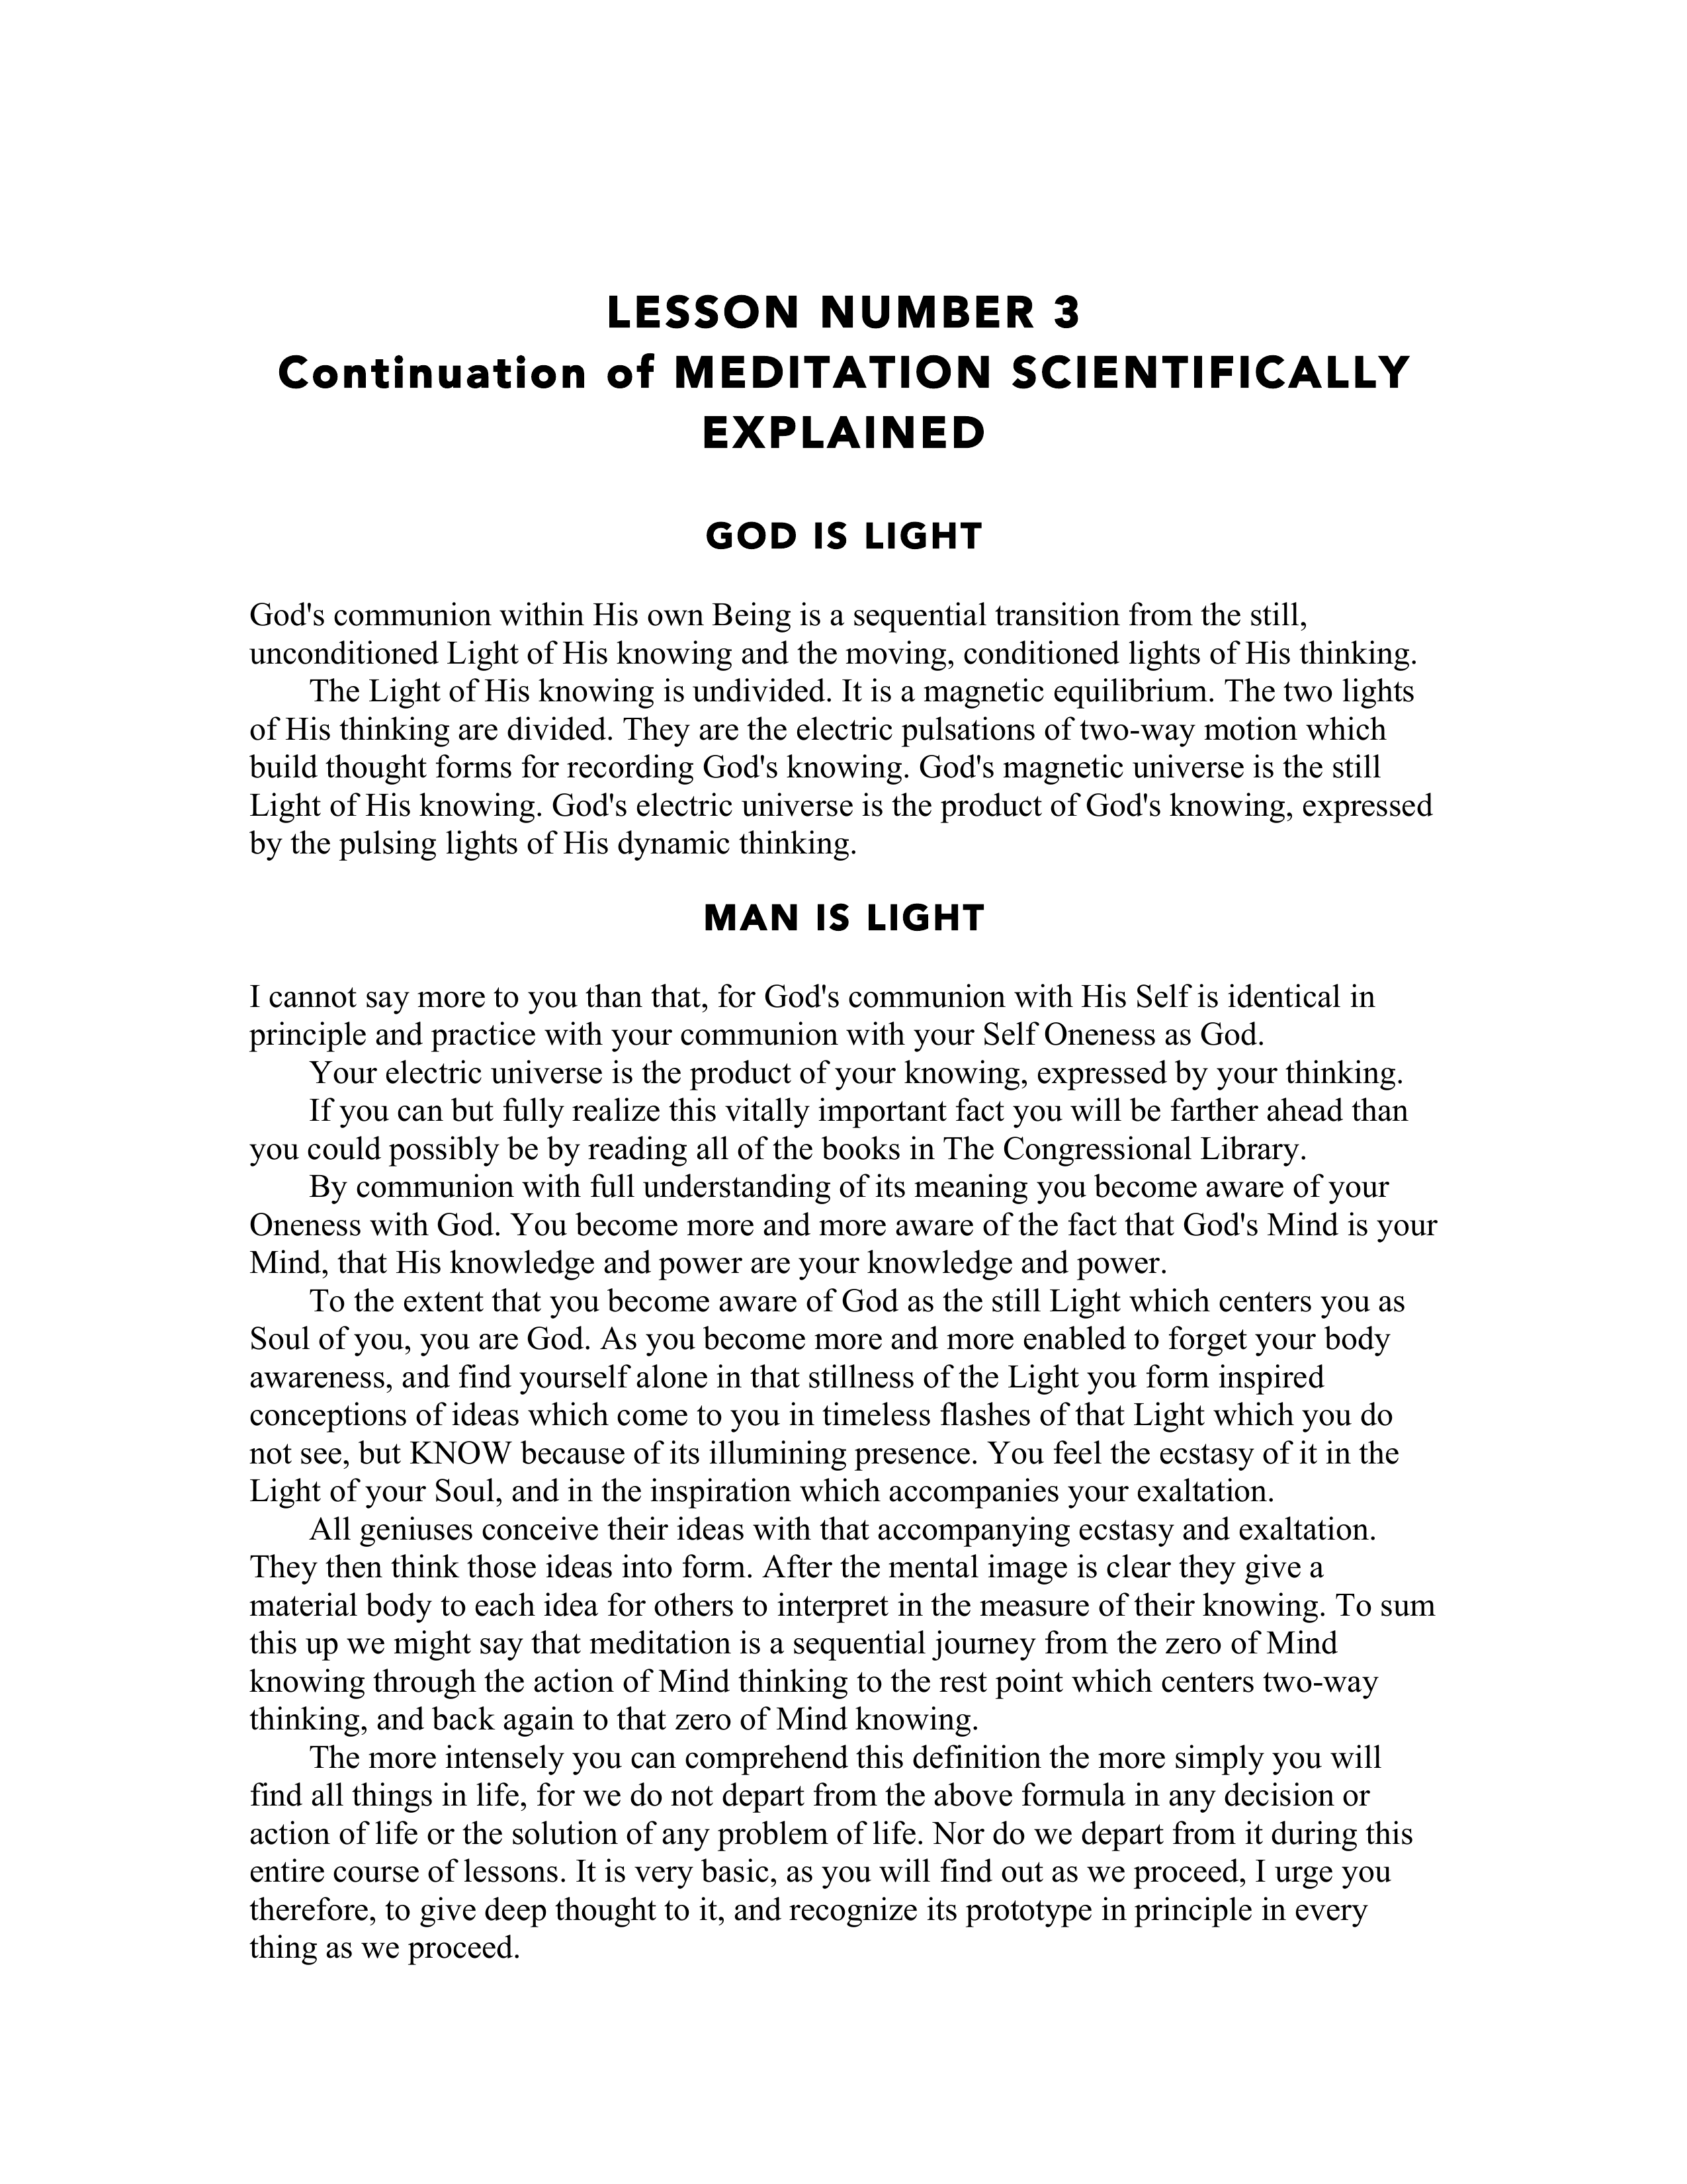 LESSON NUMBER 3
Continuation of MEDITATION SCIENTIFICALLY
EXPLAINED
GOD IS LIGHT
God's communion within His own Being is a sequential transition from the still,
unconditioned Light of His knowing and the moving, conditioned lights of His thinking.
The Light of His knowing is undivided. It is a magnetic equilibrium. The two lights
of His thinking are divided. They are the electric pulsations of two-way motion which
build thought forms for recording God's knowing. God's magnetic universe is the still
Light of His knowing. God's electric universe is the product of God's knowing, expressed
by the pulsing lights of His dynamic thinking.
MAN IS LIGHT
I cannot say more to you than that, for God's communion with His Self is identical in
principle and practice with your communion with your Self Oneness as God.
Your electric universe is the product of your knowing, expressed by your thinking.
If you can but fully realize this vitally important fact you will be farther ahead than
you could possibly be by reading all of the books in The Congressional Library.
By communion with full understanding of its meaning you become aware of your
Oneness with God. You become more and more aware of the fact that God's Mind is your
Mind, that His knowledge and power are your knowledge and power.
To the extent that you become aware of God as the still Light which centers you as
Soul of you, you are God. As you become more and more enabled to forget your body
awareness, and find yourself alone in that stillness of the Light you form inspired
conceptions of ideas which come to you in timeless flashes of that Light which you do
not see, but KNOW because of its illumining presence. You feel the ecstasy of it in the
Light of your Soul, and in the inspiration which accompanies your exaltation.
All geniuses conceive their ideas with that accompanying ecstasy and exaltation.
They then think those ideas into form. After the mental image is clear they give a
material body to each idea for others to interpret in the measure of their knowing. To sum
this up we might say that meditation is a sequential journey from the zero of Mind
knowing through the action of Mind thinking to the rest point which centers two-way
thinking, and back again to that zero of Mind knowing.
The more intensely you can comprehend this definition the more simply you will
find all things in life, for we do not depart from the above formula in any decision or
action of life or the solution of any problem of life. Nor do we depart from it during this
entire course of lessons. It is very basic, as you will find out as we proceed, I urge you
therefore, to give deep thought to it, and recognize its prototype in principle in every
thing as we proceed.